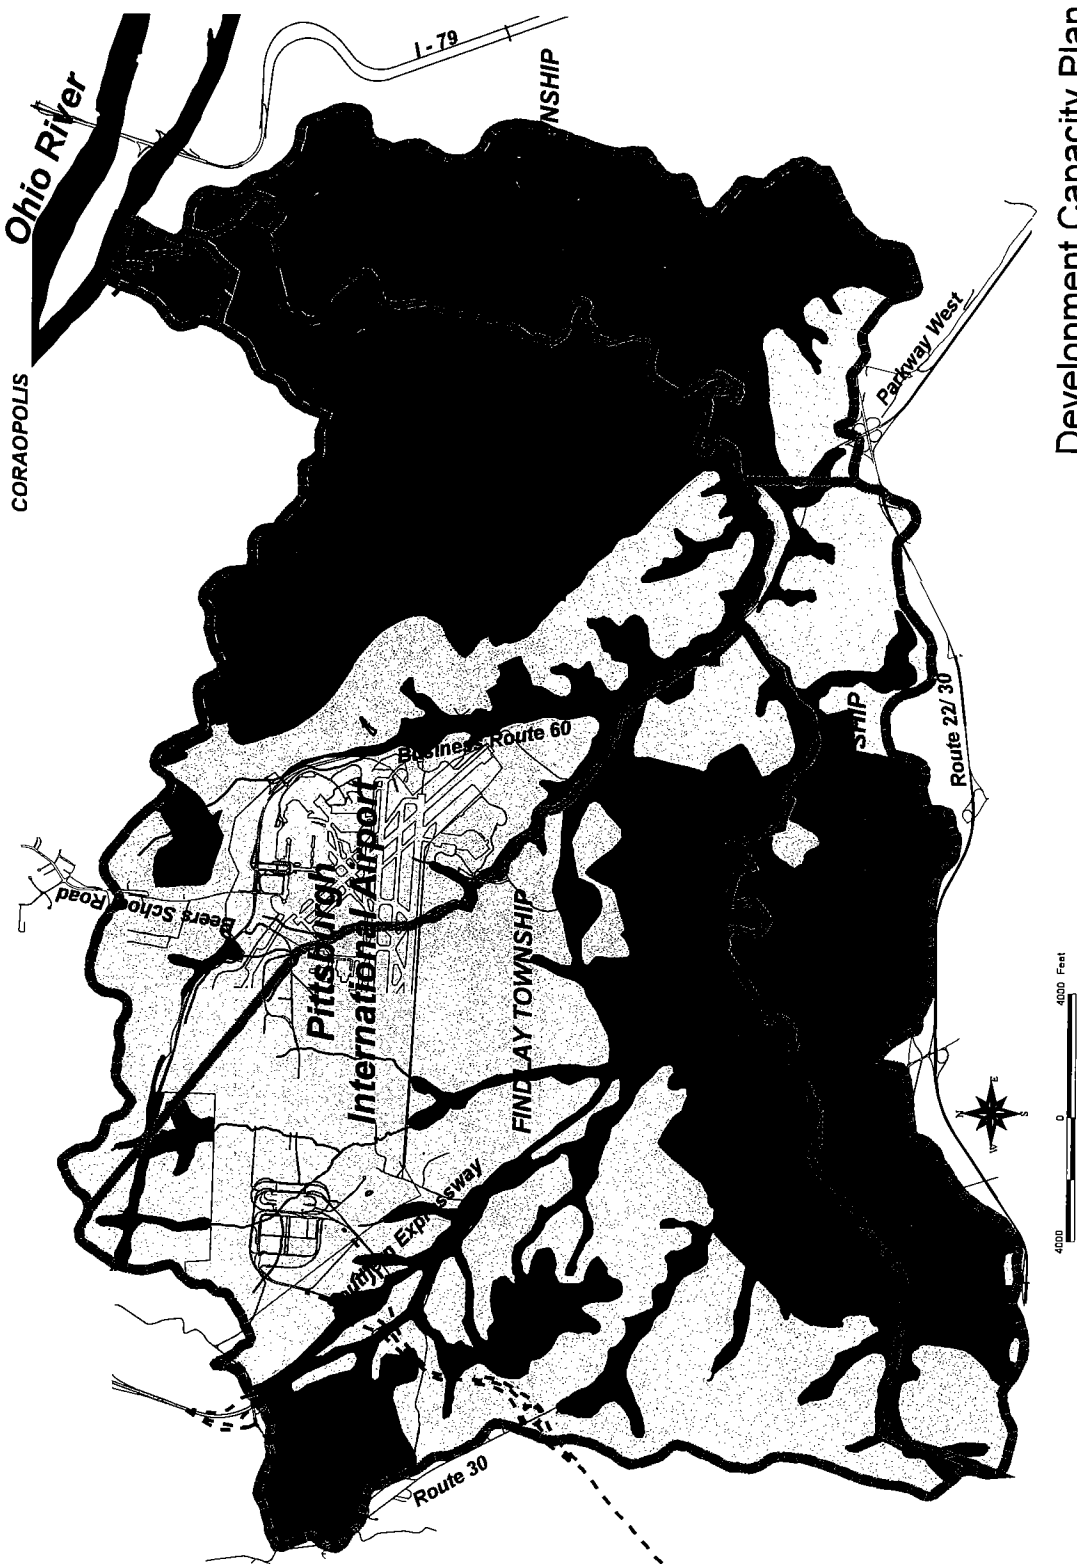 Ohio River
I - 79
NSHIP
CORAOPOLIS
Parkway West
Business Route 60
SHIP
Route 22/ 30
Beers School Road
Pittsburgh
International Airport
FINDLAY TOWNSHIP
Route 30
N
E
S
W
4000
0
4000 Feet
Development Capacity Plan